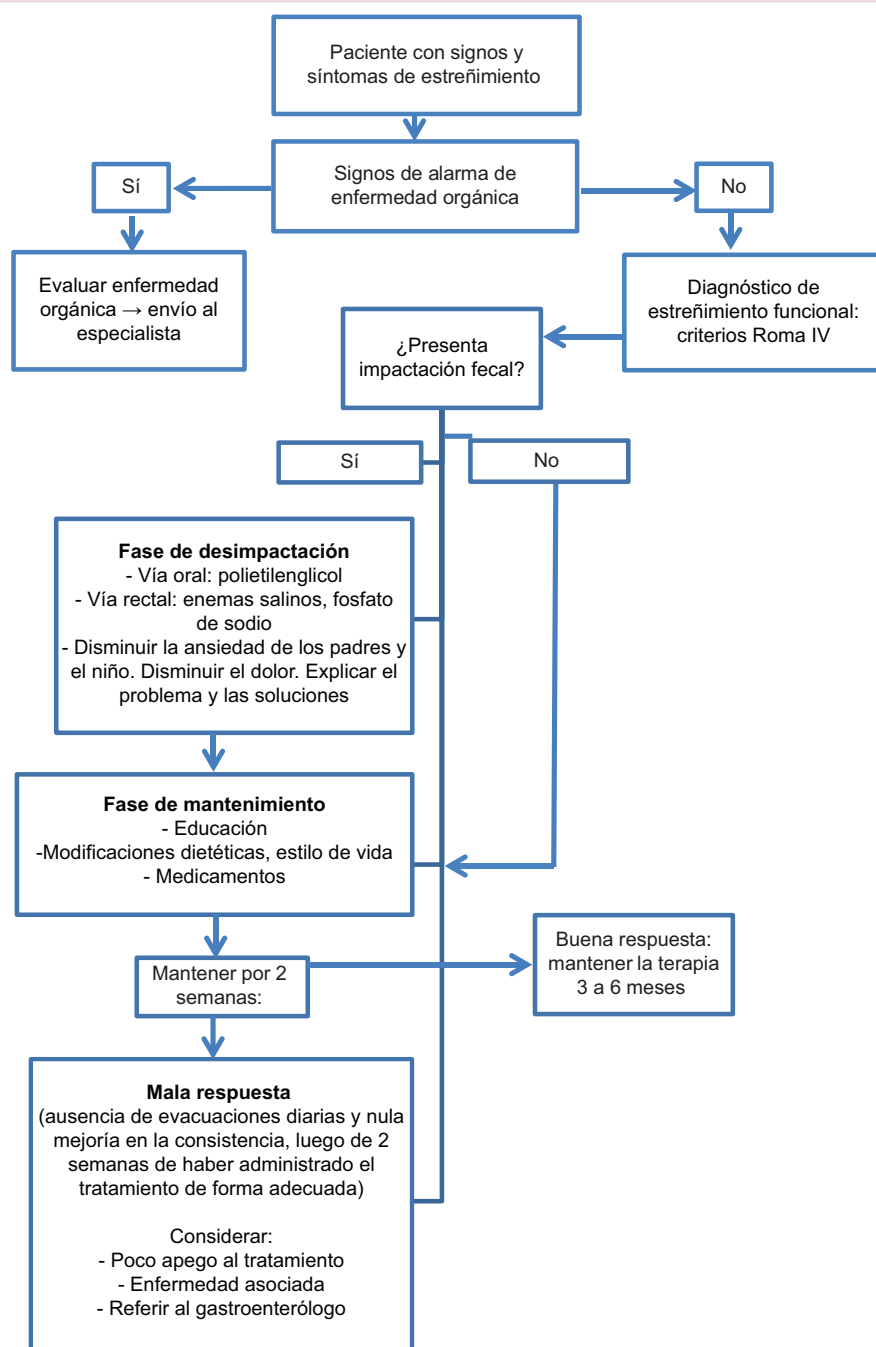 Paciente con signos y
síntomas de estreñimiento
Signos de alarma de
enfermedad orgánica
Sí
No
Evaluar enfermedad
orgánica → envío al
especialista
Diagnóstico de
estreñimiento funcional:
criterios Roma IV
¿Presenta
impactación fecal?
Sí
No
Fase de desimpactación
- Vía oral: polietilenglicol
- Vía rectal: enemas salinos, fosfato
de sodio
- Disminuir la ansiedad de los padres y
el niño. Disminuir el dolor. Explicar el
problema y las soluciones
Fase de mantenimiento
- Educación
-Modificaciones dietéticas, estilo de vida
- Medicamentos
Mantener por 2
semanas:
Buena respuesta:
mantener la terapia
3 a 6 meses
Mala respuesta
(ausencia de evacuaciones diarias y nula
mejoría en la consistencia, luego de 2
semanas de haber administrado el
tratamiento de forma adecuada)
Considerar:
- Poco apego al tratamiento
- Enfermedad asociada
- Referir al gastroenterólogo